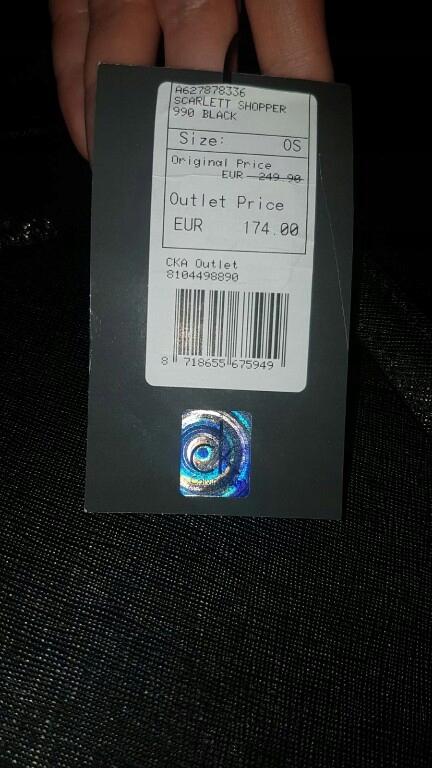 A627878336
SCARLETT SHOPPER
990 BLACK
Size: OS
Original Price
EUR 249.90
Outlet Price
EUR 174.00
CKA Outlet
8104498890
8 718655 675949
ck